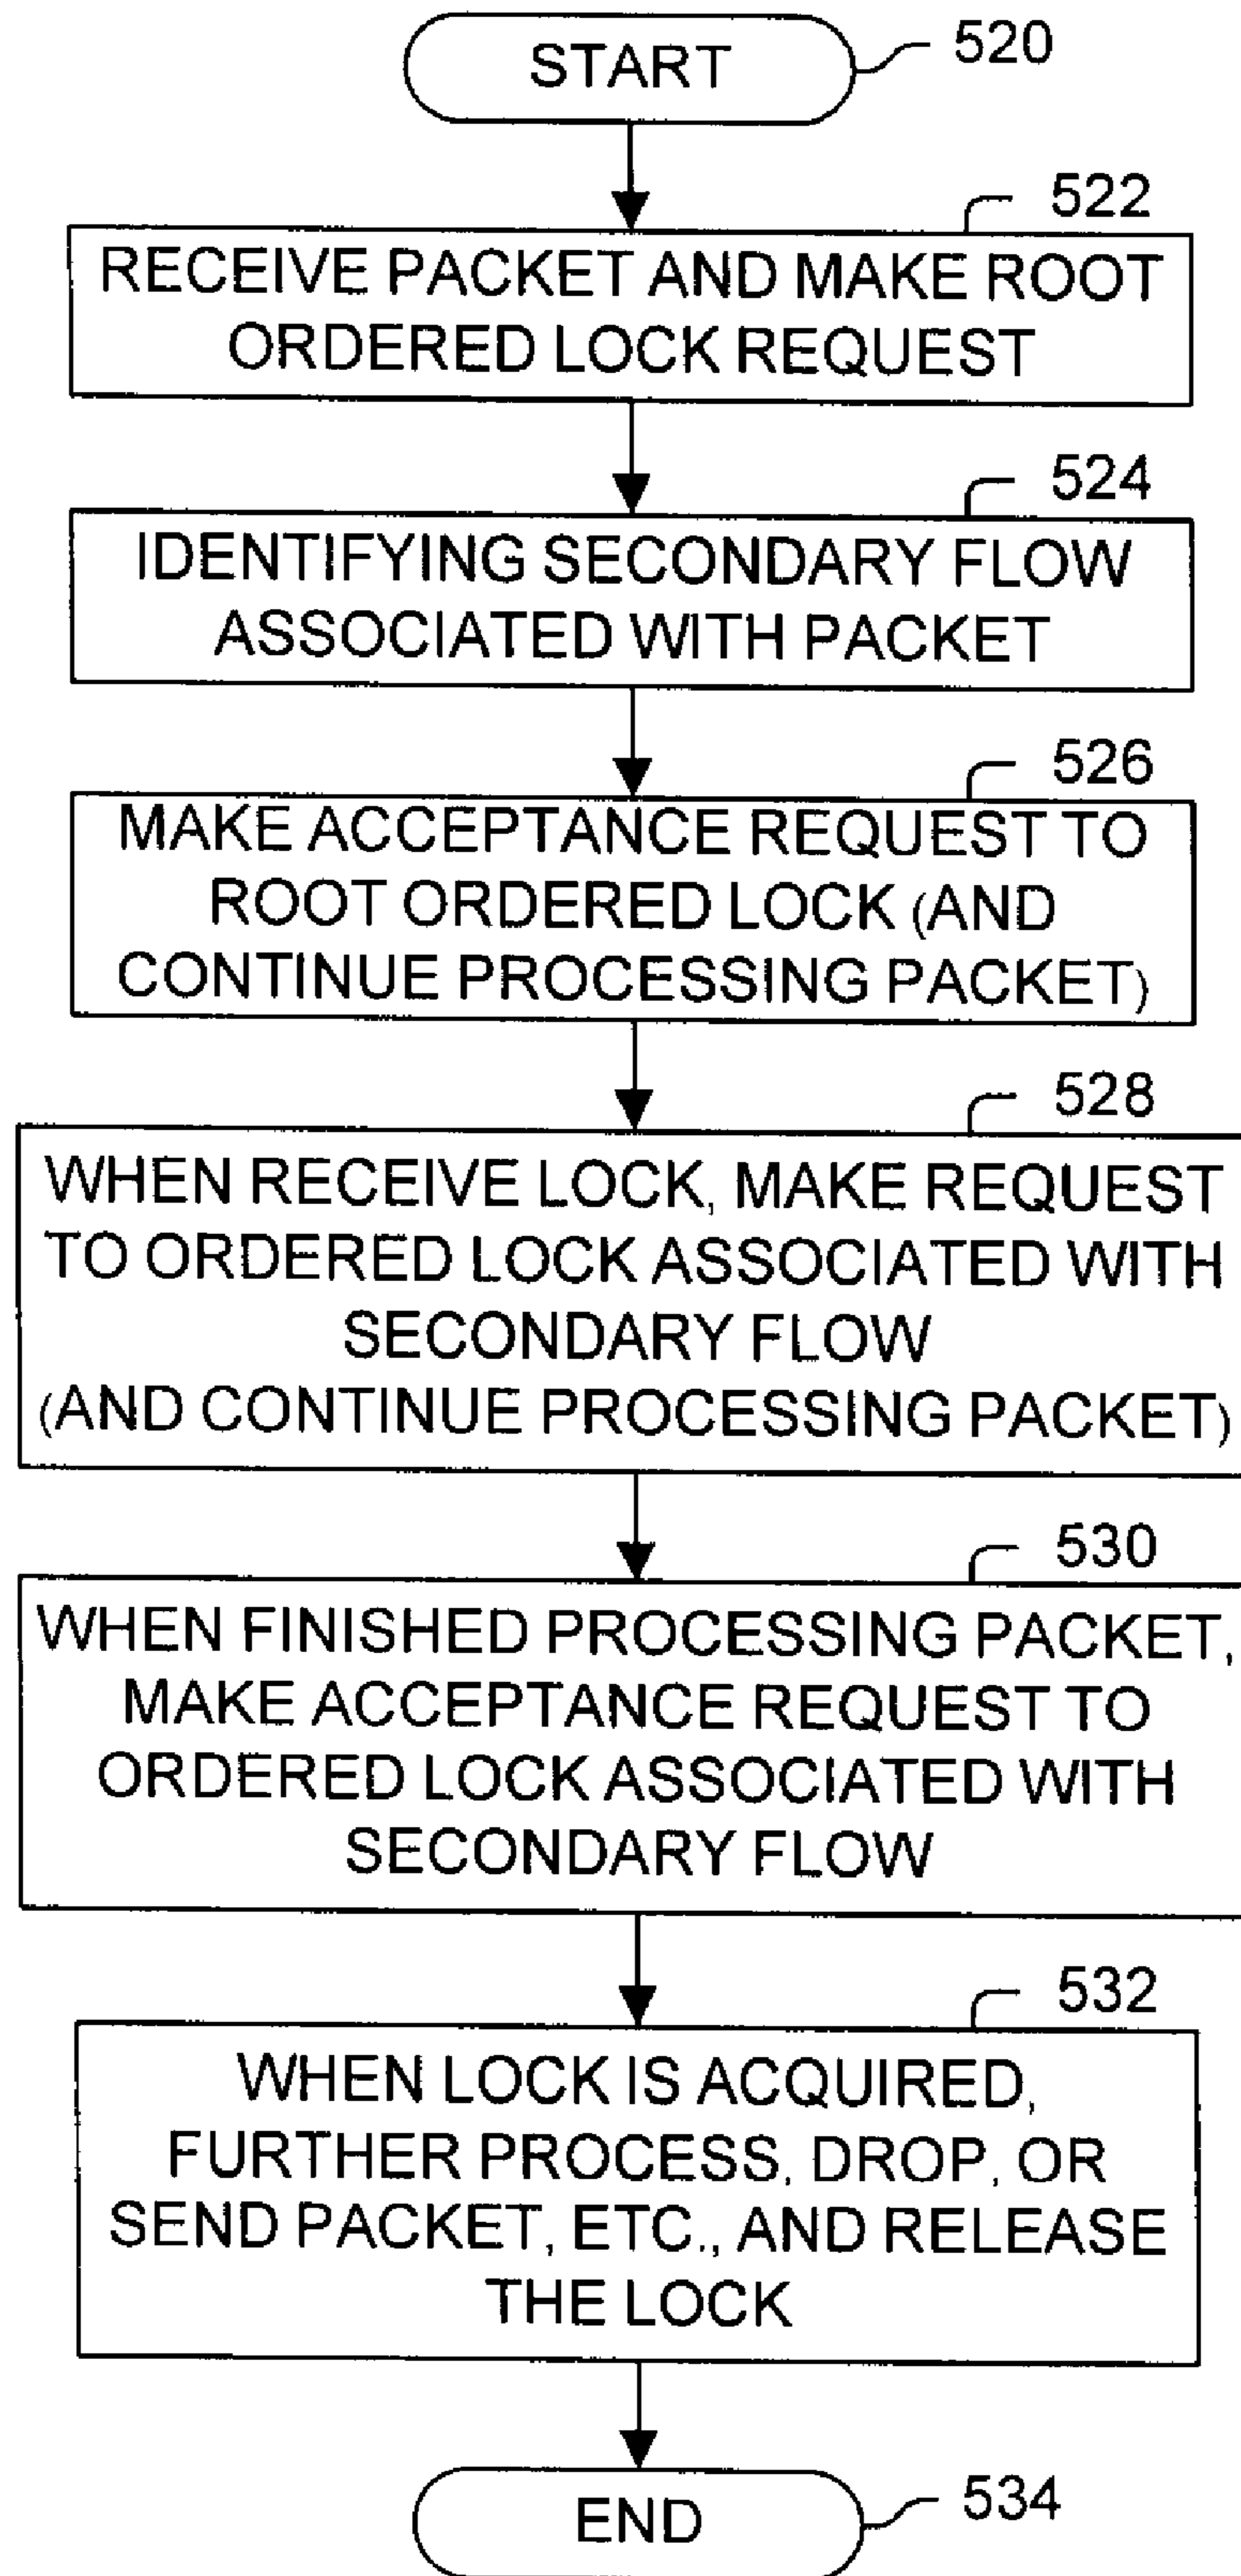 START
520
522
RECEIVE PACKET AND MAKE ROOT
ORDERED LOCK REQUEST
524
IDENTIFYING SECONDARY FLOW
ASSOCIATED WITH PACKET
526
MAKE ACCEPTANCE REQUEST TO
ROOT ORDERED LOCK (AND
CONTINUE PROCESSING PACKET)
528
WHEN RECEIVE LOCK, MAKE REQUEST
TO ORDERED LOCK ASSOCIATED WITH
SECONDARY FLOW
(AND CONTINUE PROCESSING PACKET)
530
WHEN FINISHED PROCESSING PACKET,
MAKE ACCEPTANCE REQUEST TO
ORDERED LOCK ASSOCIATED WITH
SECONDARY FLOW
532
WHEN LOCK IS ACQUIRED,
FURTHER PROCESS, DROP, OR
SEND PACKET, ETC., AND RELEASE
THE LOCK
END
534